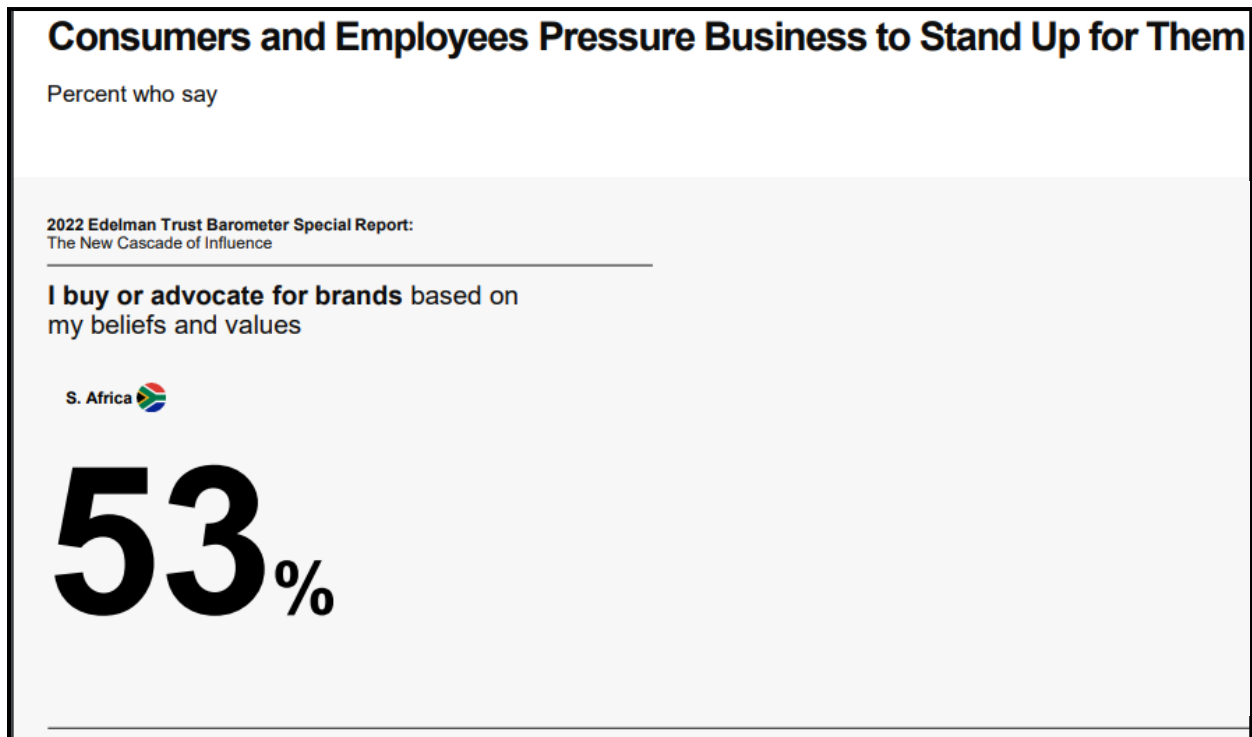 Consumers and Employees Pressure Business to Stand Up for Them
Percent who say
2022 Edelman Trust Barometer Special Report:
The New Cascade of Influence
I buy or advocate for brands based on
my beliefs and values
S. Africa
53%